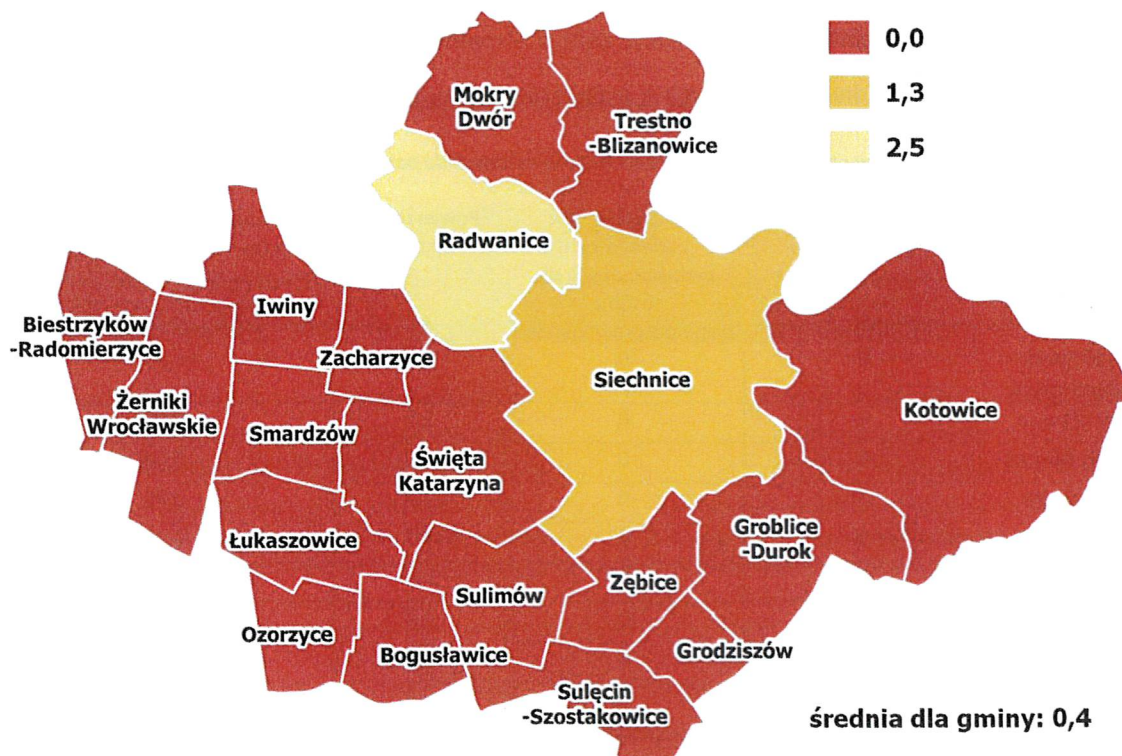 0,0
1,3
2,5
Mokry
Dwór
Trestno
-Blizanowice
Radwanice
Iwiny
Biestrzyków
-Radomierzyce
Zacharzyce
Siechnice
Żerniki
Wrocławskie
Kotowice
Smardzów
Święta
Katarzyna
Łukaszowice
Groblice
-Durok
Sulimów
Zębice
Ozorzyce
Bogusławice
Grodziszów
Sulęcin
-Szostakowice
średnia dla gminy: 0,4